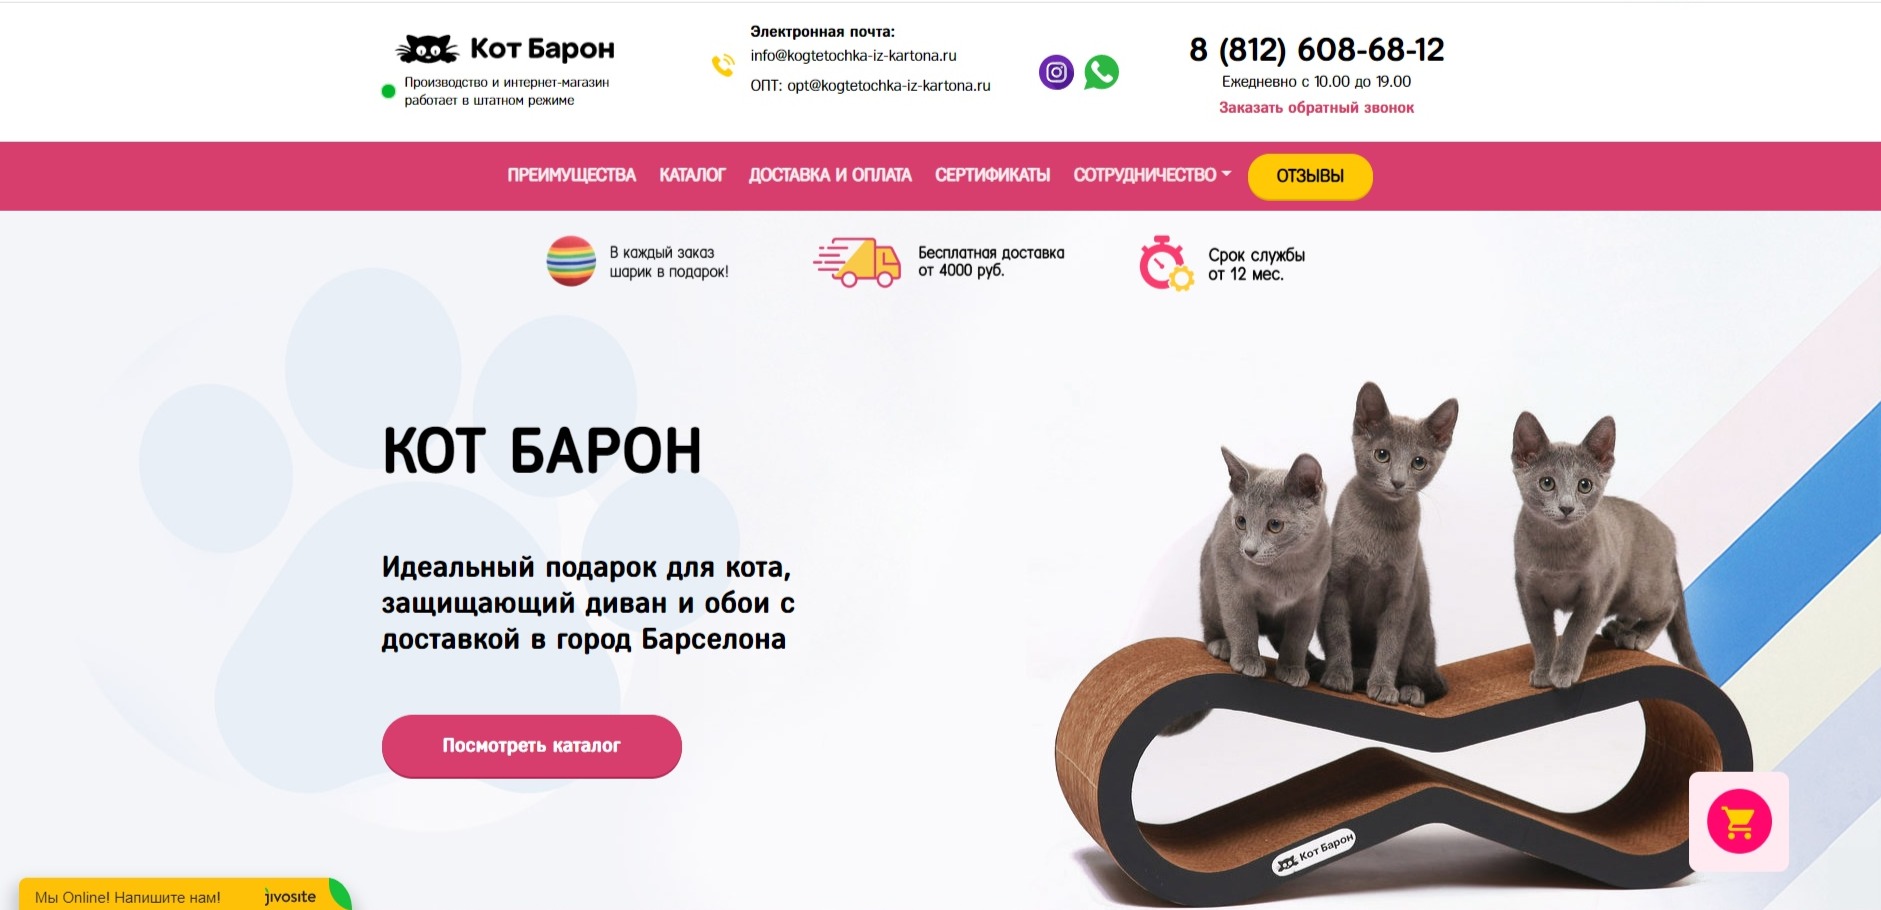 Кот Барон
Производство и интернет-магазин
работает в штатном режиме
Электронная почта:
info@kogtetochka-iz-kartona.ru
ОПТ: opt@kogtetochka-iz-kartona.ru
8 (812) 608-68-12
Ежедневно с 10.00 до 19.00
Заказать обратный звонок
ПРЕИМУЩЕСТВА КАТАЛОГ ДОСТАВКА И ОПЛАТА СЕРТИФИКАТЫ СОТРУДНИЧЕСТВО ОТЗЫВЫ
В каждый заказ
шарик в подарок!
Бесплатная доставка
от 4000 руб.
Срок службы
от 12 мес.
КОТ БАРОН
Идеальный подарок для кота,
защищающий диван и обои с
доставкой в город Барселона
Посмотреть каталог
Кот Барон
Мы Online! Напишите нам! jivosite